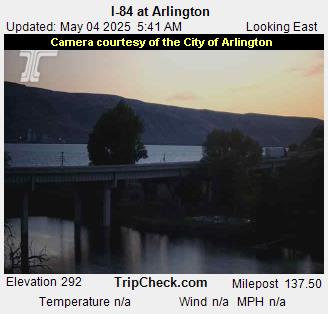 I-84 at Arlington
Updated: May 04 2025 5:41 AM Looking East
Camera courtesy of the City of Arlington
Elevation 292 TripCheck.com Milepost 137.50
Temperature n/a Wind n/a MPH n/a